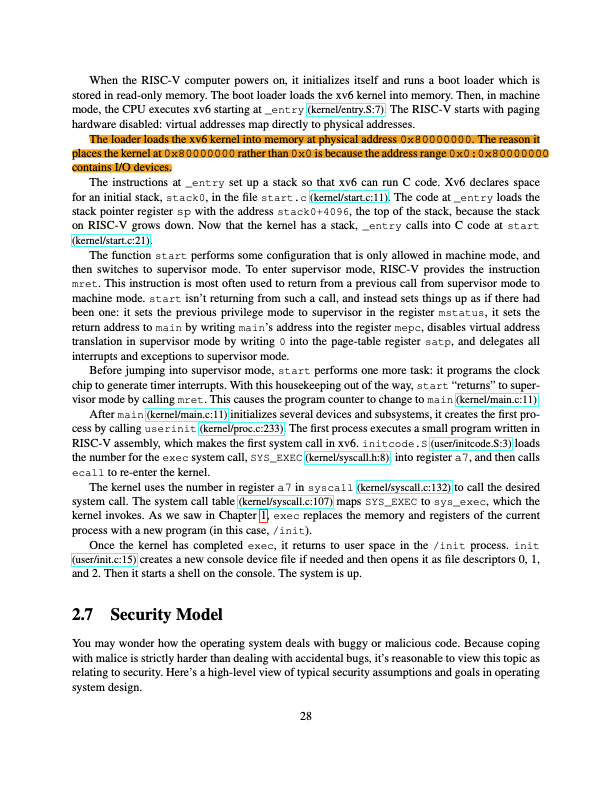 When the RISC-V computer powers on, it initializes itself and runs a boot loader which is
stored in read-only memory. The boot loader loads the xv6 kernel into memory. Then, in machine
mode, the CPU executes xv6 starting at _entry (kernel/entry.S:7). The RISC-V starts with paging
hardware disabled: virtual addresses map directly to physical addresses.
The loader loads the xv6 kernel into memory at physical address 0x80000000. The reason it
places the kernel at 0x80000000 rather than 0x0 is because the address range 0x0:0x80000000
contains I/O devices.
The instructions at _entry set up a stack so that xv6 can run C code. Xv6 declares space
for an initial stack, stack0, in the file start.c (kernel/start.c:11). The code at _entry loads the
stack pointer register sp with the address stack0+4096, the top of the stack, because the stack
on RISC-V grows down. Now that the kernel has a stack, _entry calls into C code at start
(kernel/start.c:21).
The function start performs some configuration that is only allowed in machine mode, and
then switches to supervisor mode. To enter supervisor mode, RISC-V provides the instruction
mret. This instruction is most often used to return from a previous call from supervisor mode to
machine mode. start isn't returning from such a call, and instead sets things up as if there had
been one: it sets the previous privilege mode to supervisor in the register mstatus, it sets the
return address to main by writing main's address into the register mepc, disables virtual address
translation in supervisor mode by writing 0 into the page-table register satp, and delegates all
interrupts and exceptions to supervisor mode.
Before jumping into supervisor mode, start performs one more task: it programs the clock
chip to generate timer interrupts. With this housekeeping out of the way, start "returns" to super-
visor mode by calling mret. This causes the program counter to change to main (kernel/main.c:11).
After main (kernel/main.c:11) initializes several devices and subsystems, it creates the first pro-
cess by calling userinit (kernel/proc.c:233). The first process executes a small program written in
RISC-V assembly, which makes the first system call in xv6. initcode.S (user/initcode.S:3) loads
the number for the exec system call, SYS_EXEC (kernel/syscall.h:8), into register a7, and then calls
ecall to re-enter the kernel.
The kernel uses the number in register a7 in syscall (kernel/syscall.c:132) to call the desired
system call. The system call table (kernel/syscall.c:107) maps SYS_EXEC to sys_exec, which the
kernel invokes. As we saw in Chapter 1, exec replaces the memory and registers of the current
process with a new program (in this case, /init).
Once the kernel has completed exec, it returns to user space in the /init process. init
(user/init.c:15) creates a new console device file if needed and then opens it as file descriptors 0, 1,
and 2. Then it starts a shell on the console. The system is up.
2.7 Security Model
You may wonder how the operating system deals with buggy or malicious code. Because coping
with malice is strictly harder than dealing with accidental bugs, it's reasonable to view this topic as
relating to security. Here's a high-level view of typical security assumptions and goals in operating
system design.
28